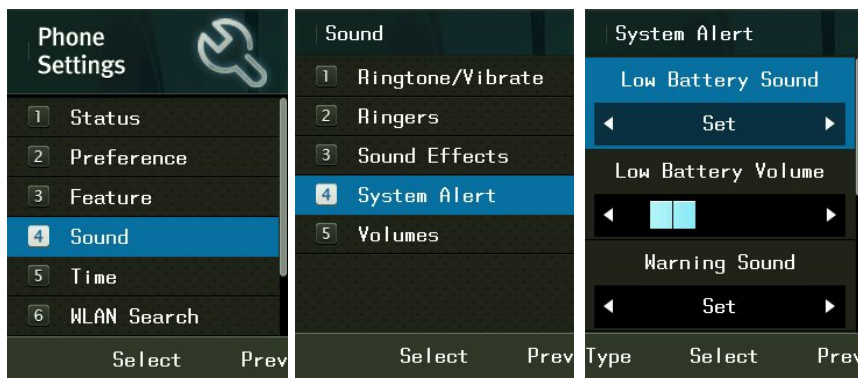 Phone
Settings
1 Status
2 Preference
3 Feature
4 Sound
5 Time
6 WLAN Search
Select Prev
Sound
1 Ringtone/Vibrate
2 Ringers
3 Sound Effects
4 System Alert
5 Volumes
Select Prev
System Alert
Low Battery Sound
Set
Low Battery Volume
Warning Sound
Set
Type Select Prev